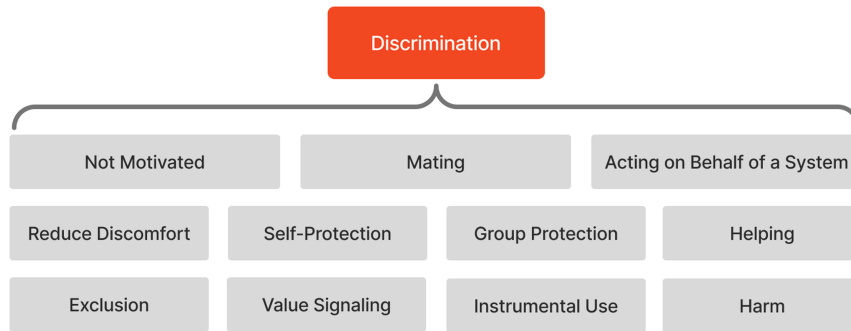 Discrimination
Not Motivated
Mating
Acting on Behalf of a System
Reduce Discomfort
Self-Protection
Group Protection
Helping
Exclusion
Value Signaling
Instrumental Use
Harm